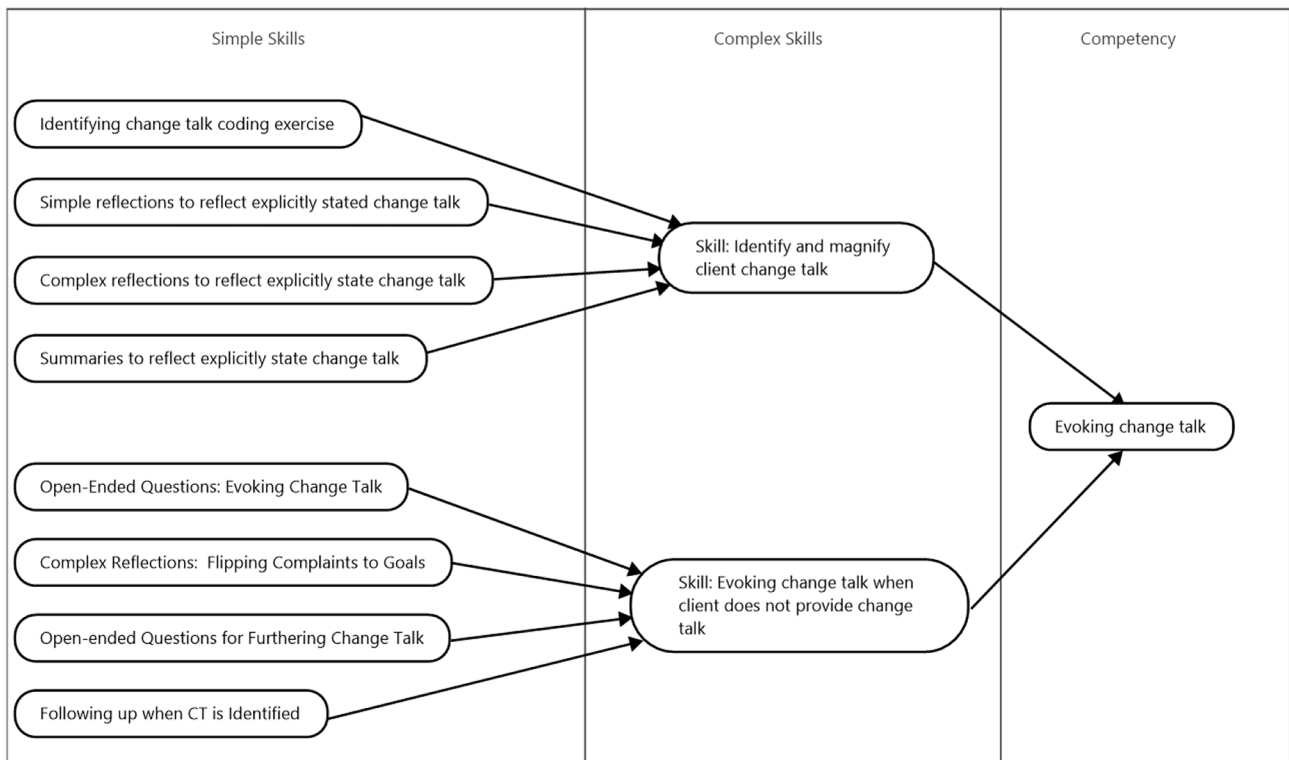 Simple Skills
Complex Skills
Competency
Identifying change talk coding exercise
Simple reflections to reflect explicitly stated change talk
Complex reflections to reflect explicitly state change talk
Summaries to reflect explicitly state change talk
Skill: Identify and magnify
client change talk
Evoking change talk
Open-Ended Questions: Evoking Change Talk
Complex Reflections:  Flipping Complaints to Goals
Open-ended Questions for Furthering Change Talk
Following up when CT is Identified
Skill: Evoking change talk when
client does not provide change
talk